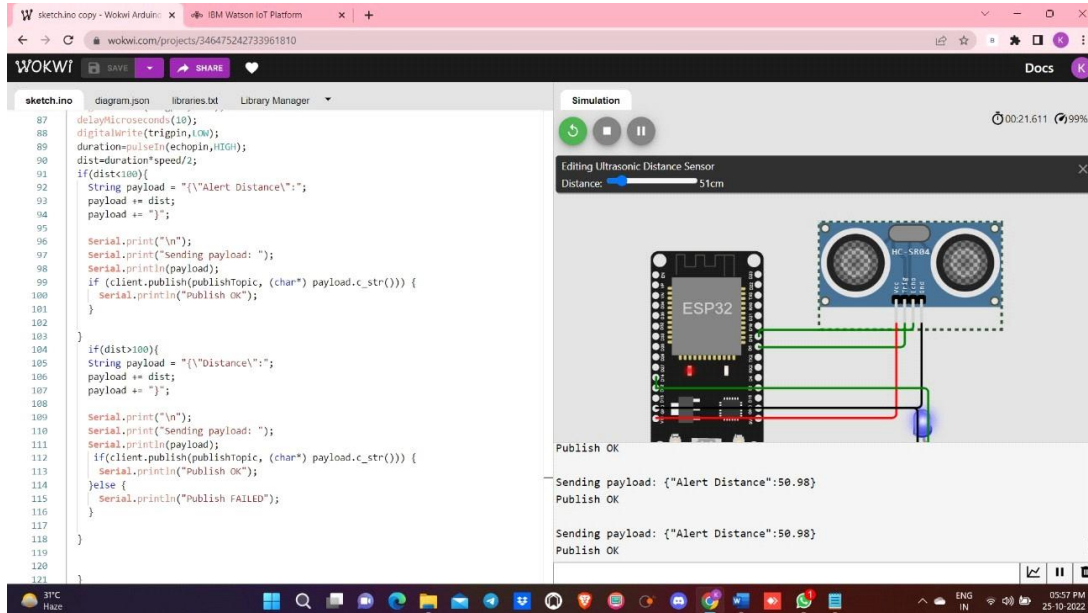 sketch.ino copy - Wokwi Arduino
IBM Watson IoT Platform
wokwi.com/projects/346475242733961810
WOKWI
SAVE
SHARE
Docs
K
sketch.ino
diagram.json
libraries.txt
Library Manager
Simulation
87 delayMicroseconds(10);
88 digitalWrite(trigpin,LOW);
89 duration=pulseIn(echopin,HIGH);
90 dist=duration*speed/2;
91 if(dist<100){
92 String payload = "{\"Alert Distance\":";
93 payload += dist;
94 payload += "}";
95
96 Serial.print("\n");
97 Serial.print("Sending payload: ");
98 Serial.println(payload);
99 if (client.publish(publishTopic, (char*) payload.c_str())) {
100 Serial.println("Publish OK");
101 }
102
103 }
104 if(dist>100){
105 String payload = "{\"Distance\":";
106 payload += dist;
107 payload += "}";
108
109 Serial.print("\n");
110 Serial.print("Sending payload: ");
111 Serial.println(payload);
112 if(client.publish(publishTopic, (char*) payload.c_str())) {
113 Serial.println("Publish OK");
114 }else {
115 Serial.println("Publish FAILED");
116 }
117
118 }
119
120
121 }
00:21.611 99%
Editing Ultrasonic Distance Sensor
Distance: 51cm
HC-SR04
Vcc
Trig
Echo
Gnd
ESP32
Publish OK
Sending payload: {"Alert Distance":50.98}
Publish OK
Sending payload: {"Alert Distance":50.98}
Publish OK
31°C
Haze
ENG
IN
05:57 PM
25-10-2022